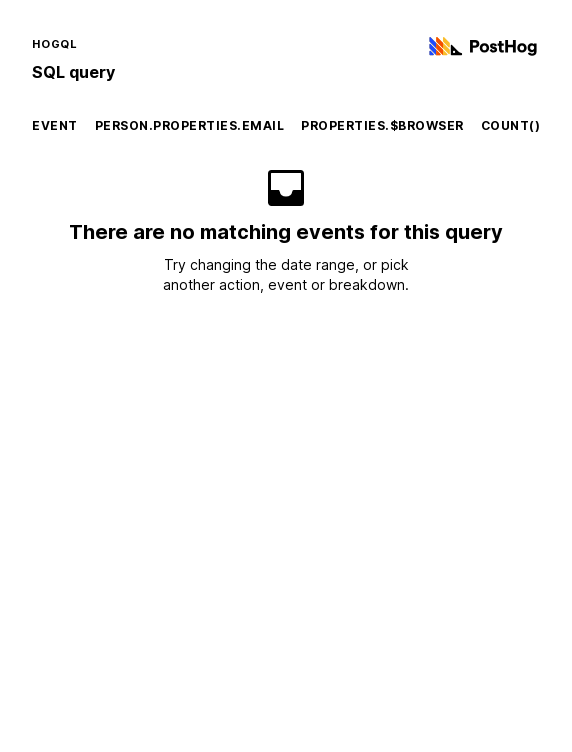 HOGQL
PostHog
SQL query
EVENT PERSON.PROPERTIES.EMAIL PROPERTIES.$BROWSER COUNT()
There are no matching events for this query
Try changing the date range, or pick
another action, event or breakdown.